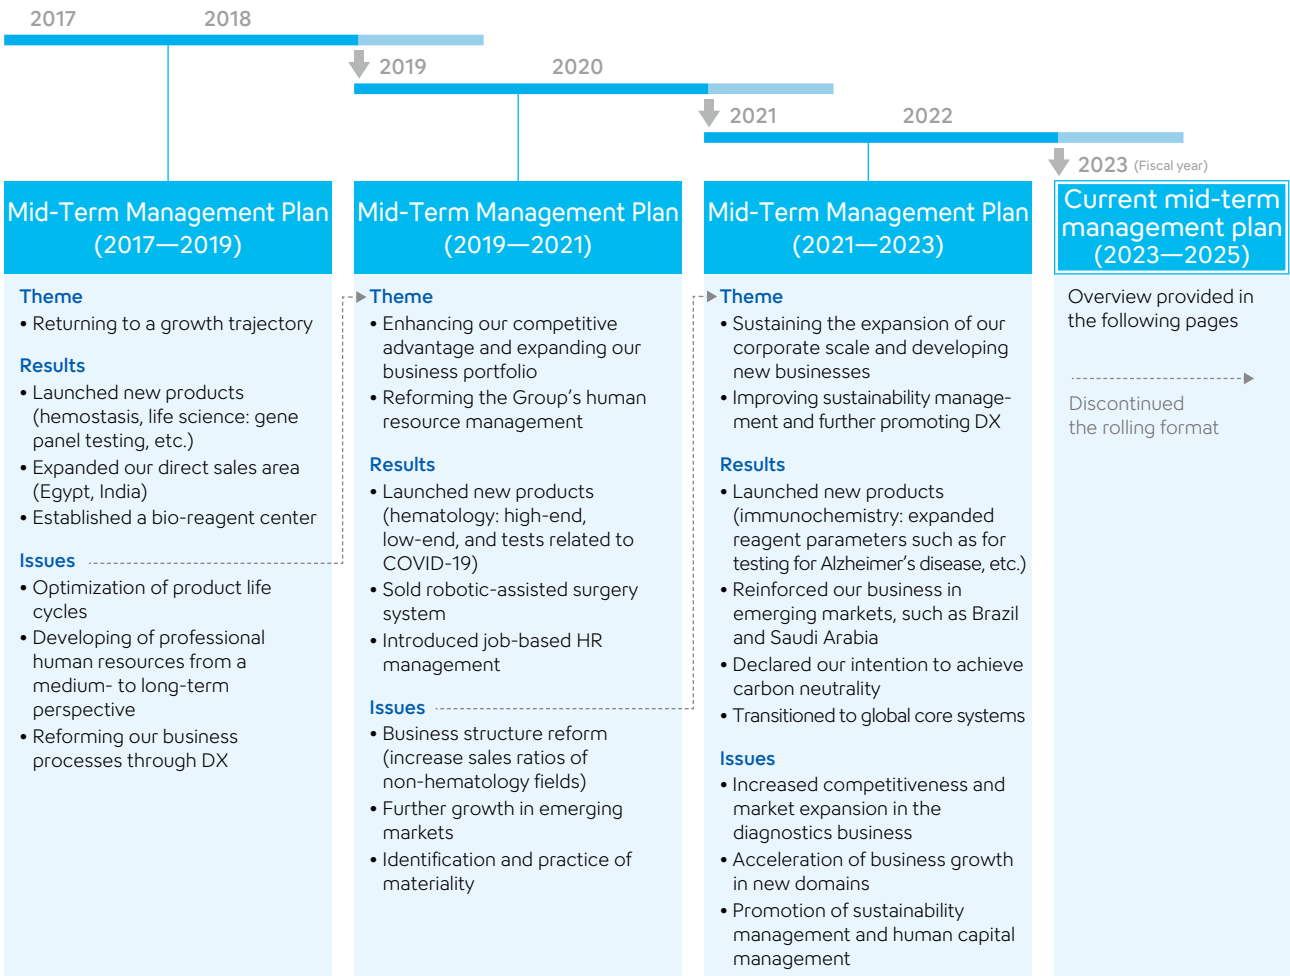 2017 2018
2019 2020
2021 2022
2023 (Fiscal year)
Mid-Term Management Plan
(2017—2019)
Theme
• Returning to a growth trajectory
Results
• Launched new products
(hemostasis, life science: gene
panel testing, etc.)
• Expanded our direct sales area
(Egypt, India)
• Established a bio-reagent center
Issues
• Optimization of product life
cycles
• Developing of professional
human resources from a
medium- to long-term
perspective
• Reforming our business
processes through DX
Mid-Term Management Plan
(2019—2021)
Theme
• Enhancing our competitive
advantage and expanding our
business portfolio
• Reforming the Group's human
resource management
Results
• Launched new products
(hematology: high-end,
low-end, and tests related to
COVID-19)
• Sold robotic-assisted surgery
system
• Introduced job-based HR
management
Issues
• Business structure reform
(increase sales ratios of
non-hematology fields)
• Further growth in emerging
markets
• Identification and practice of
materiality
Mid-Term Management Plan
(2021—2023)
Theme
• Sustaining the expansion of our
corporate scale and developing
new businesses
• Improving sustainability manage-
ment and further promoting DX
Results
• Launched new products
(immunochemistry: expanded
reagent parameters such as for
testing for Alzheimer's disease, etc.)
• Reinforced our business in
emerging markets, such as Brazil
and Saudi Arabia
• Declared our intention to achieve
carbon neutrality
• Transitioned to global core systems
Issues
• Increased competitiveness and
market expansion in the
diagnostics business
• Acceleration of business growth
in new domains
• Promotion of sustainability
management and human capital
management
Current mid-term
management plan
(2023—2025)
Overview provided in
the following pages
Discontinued
the rolling format